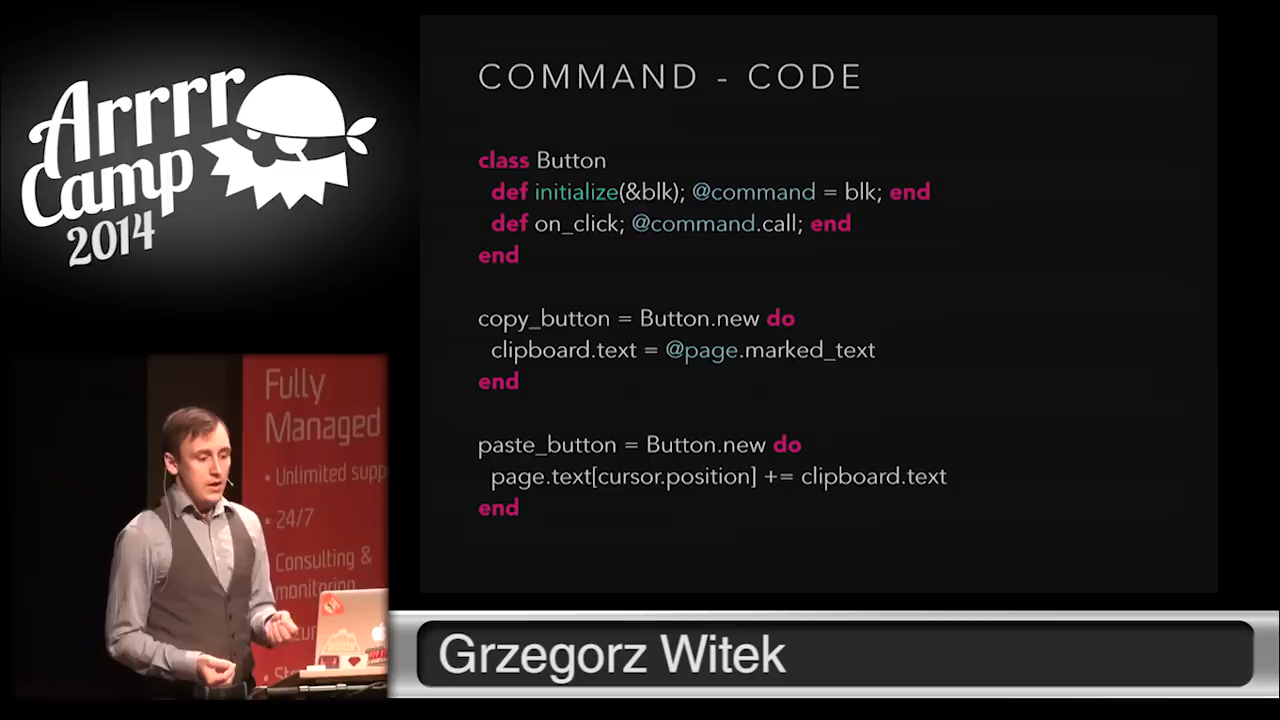 Arrrr
Camp
2014
COMMAND - CODE
class Button
def initialize(&blk); @command = blk; end
def on_click; @command.call; end
end
copy_button = Button.new do
clipboard.text = @page.marked_text
end
paste_button = Button.new do
page.text[cursor.position] += clipboard.text
end
Fully
Managed
• Unlimited supp
• 24/7
Consulting &
monitoring
Grzegorz Witek